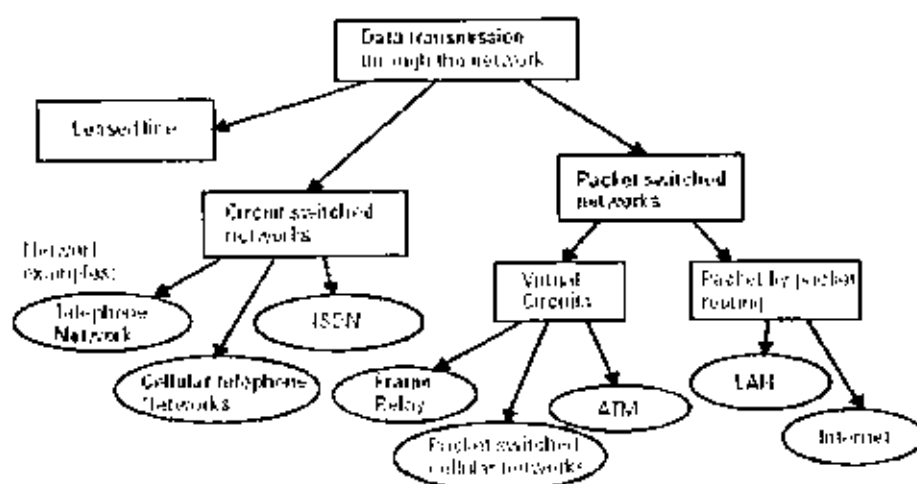 Data transmission
through the network
Leased line
Packet switched
networks
Circuit switched
networks
Network
examples:
Virtual
Circuits
Packet by packet
routing
Telephone
Network
ISDN
Cellular telephone
Networks
Frame
Relay
ATM
LAN
Packet switched
cellular networks
Internet